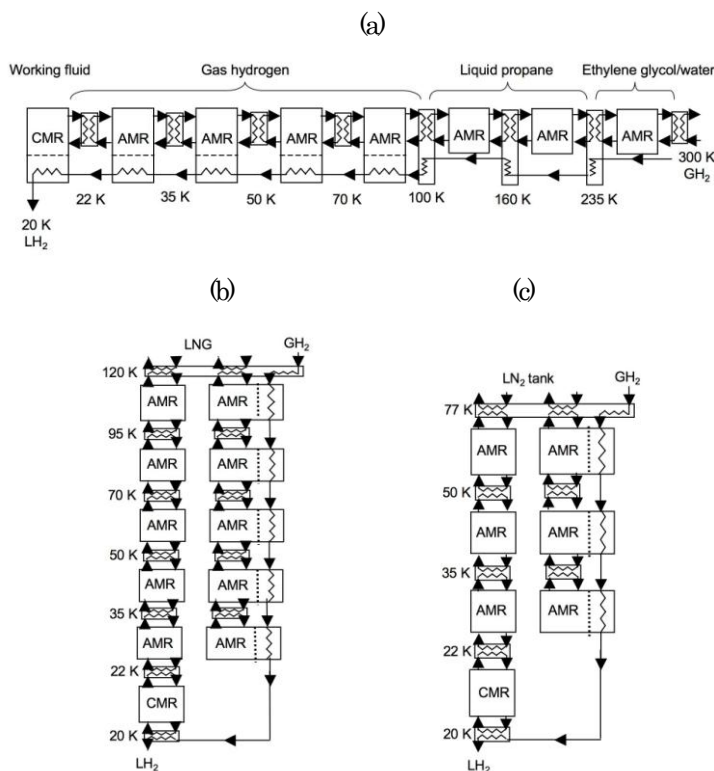 (a)
Working fluid Gas hydrogen Liquid propane Ethylene glycol/water
CMR AMR AMR AMR AMR AMR AMR AMR
300 K
GH₂
22 K 35 K 50 K 70 K 100 K 160 K 235 K
20 K
LH₂
(b)
LNG GH₂
120 K
AMR AMR
95 K
AMR AMR
70 K
AMR AMR
50 K
AMR AMR
35 K
AMR AMR
22 K
CMR
20 K
LH₂
(c)
LN₂ tank GH₂
77 K
AMR AMR
50 K
AMR AMR
35 K
AMR AMR
22 K
CMR
20 K
LH₂